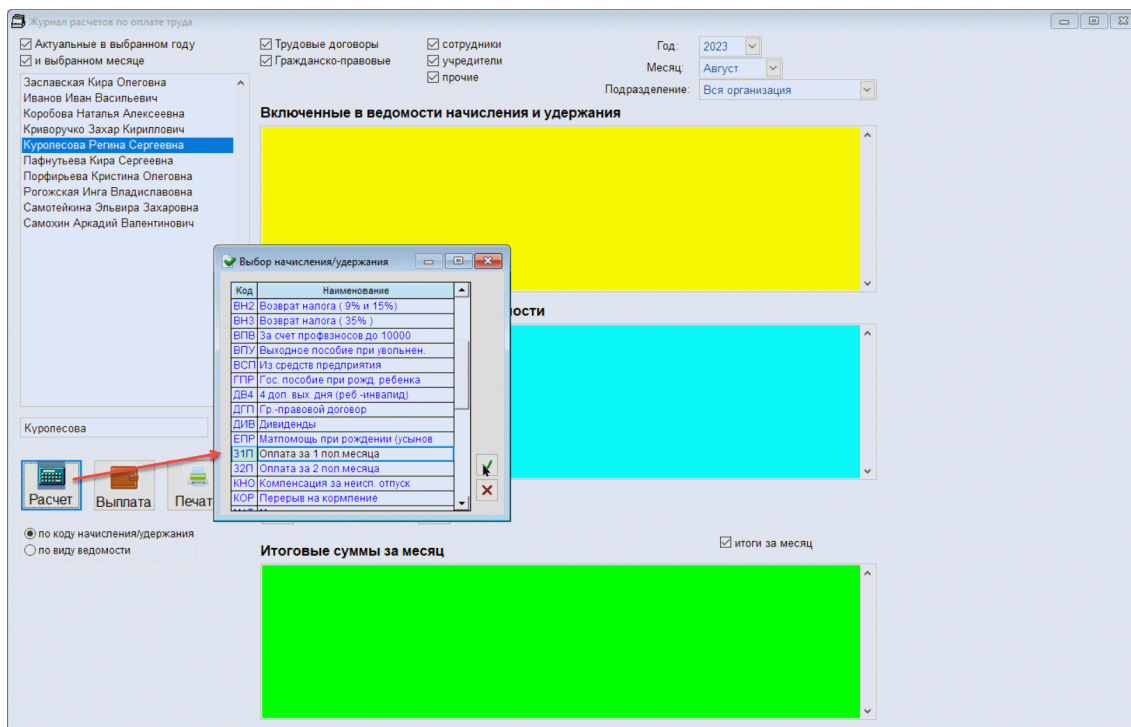 Журнал расчетов по оплате труда
Актуальные в выбранном году
и выбранном месяце
Трудовые договоры
Гражданско-правовые
сотрудники
учредители
прочие
Год: 2023
Месяц: Август
Подразделение: Вся организация
Заславская Кира Олеговна
Иванов Иван Васильевич
Коробова Наталья Алексеевна
Криворучко Захар Кириллович
Куролесова Регина Сергеевна
Пафнутьева Кира Сергеевна
Порфирьева Кристина Олеговна
Рогожская Инга Владиславовна
Самотейкина Эльвира Захаровна
Самохин Аркадий Валентинович
Включенные в ведомости начисления и удержания
Выбор начисления/удержания
Код Наименование
ВН2 Возврат налога ( 9% и 15%)
ВН3 Возврат налога ( 35% )
ВПВ За счет профвзносов до 10000
ВПУ Выходное пособие при увольнен.
ВСП Из средств предприятия
ГПР Гос. пособие при рожд. ребенка
ДВ4 4 доп. вых. дня (реб.-инвалид)
ДГП Гр.-правовой договор
ДИВ Дивиденды
ЕПР Матпомощь при рождении (усынов
З1П Оплата за 1 пол.месяца
З2П Оплата за 2 пол.месяца
КНО Компенсация за неисп. отпуск
КОР Перерыв на кормление
ости
Куролесова
Расчет
Выплата
Печат
по коду начисления/удержания
по виду ведомости
Итоговые суммы за месяц
итоги за месяц